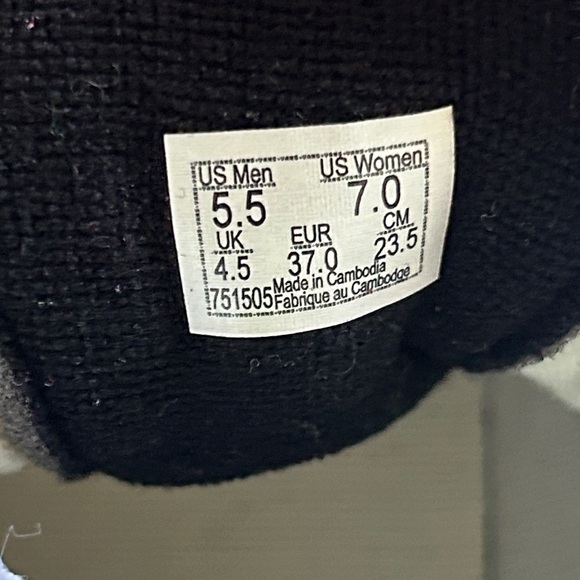 US Men US Women
5.5 7.0
UK EUR CM
4.5 37.0 23.5
Made in Cambodia
751505 Fabrique au Cambodge